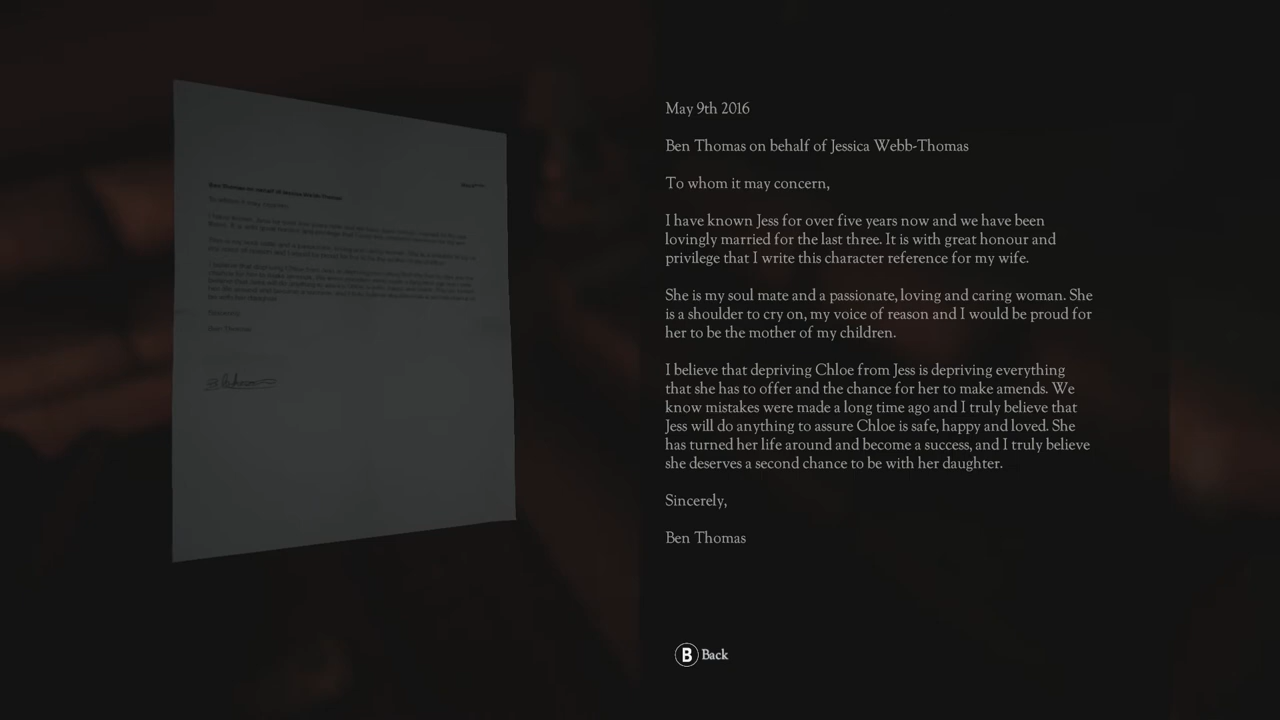 May 9th 2016
Ben Thomas on behalf of Jessica Webb-Thomas
To whom it may concern,
I have known Jess for over five years now and we have been
lovingly married for the last three. It is with great honour and
privilege that I write this character reference for my wife.
She is my soul mate and a passionate, loving and caring woman. She
is a shoulder to cry on, my voice of reason and I would be proud for
her to be the mother of my children.
I believe that depriving Chloe from Jess is depriving everything
that she has to offer and the chance for her to make amends. We
know mistakes were made a long time ago and I truly believe that
Jess will do anything to assure Chloe is safe, happy and loved. She
has turned her life around and become a success, and I truly believe
she deserves a second chance to be with her daughter.
Sincerely,
Ben Thomas
B Back